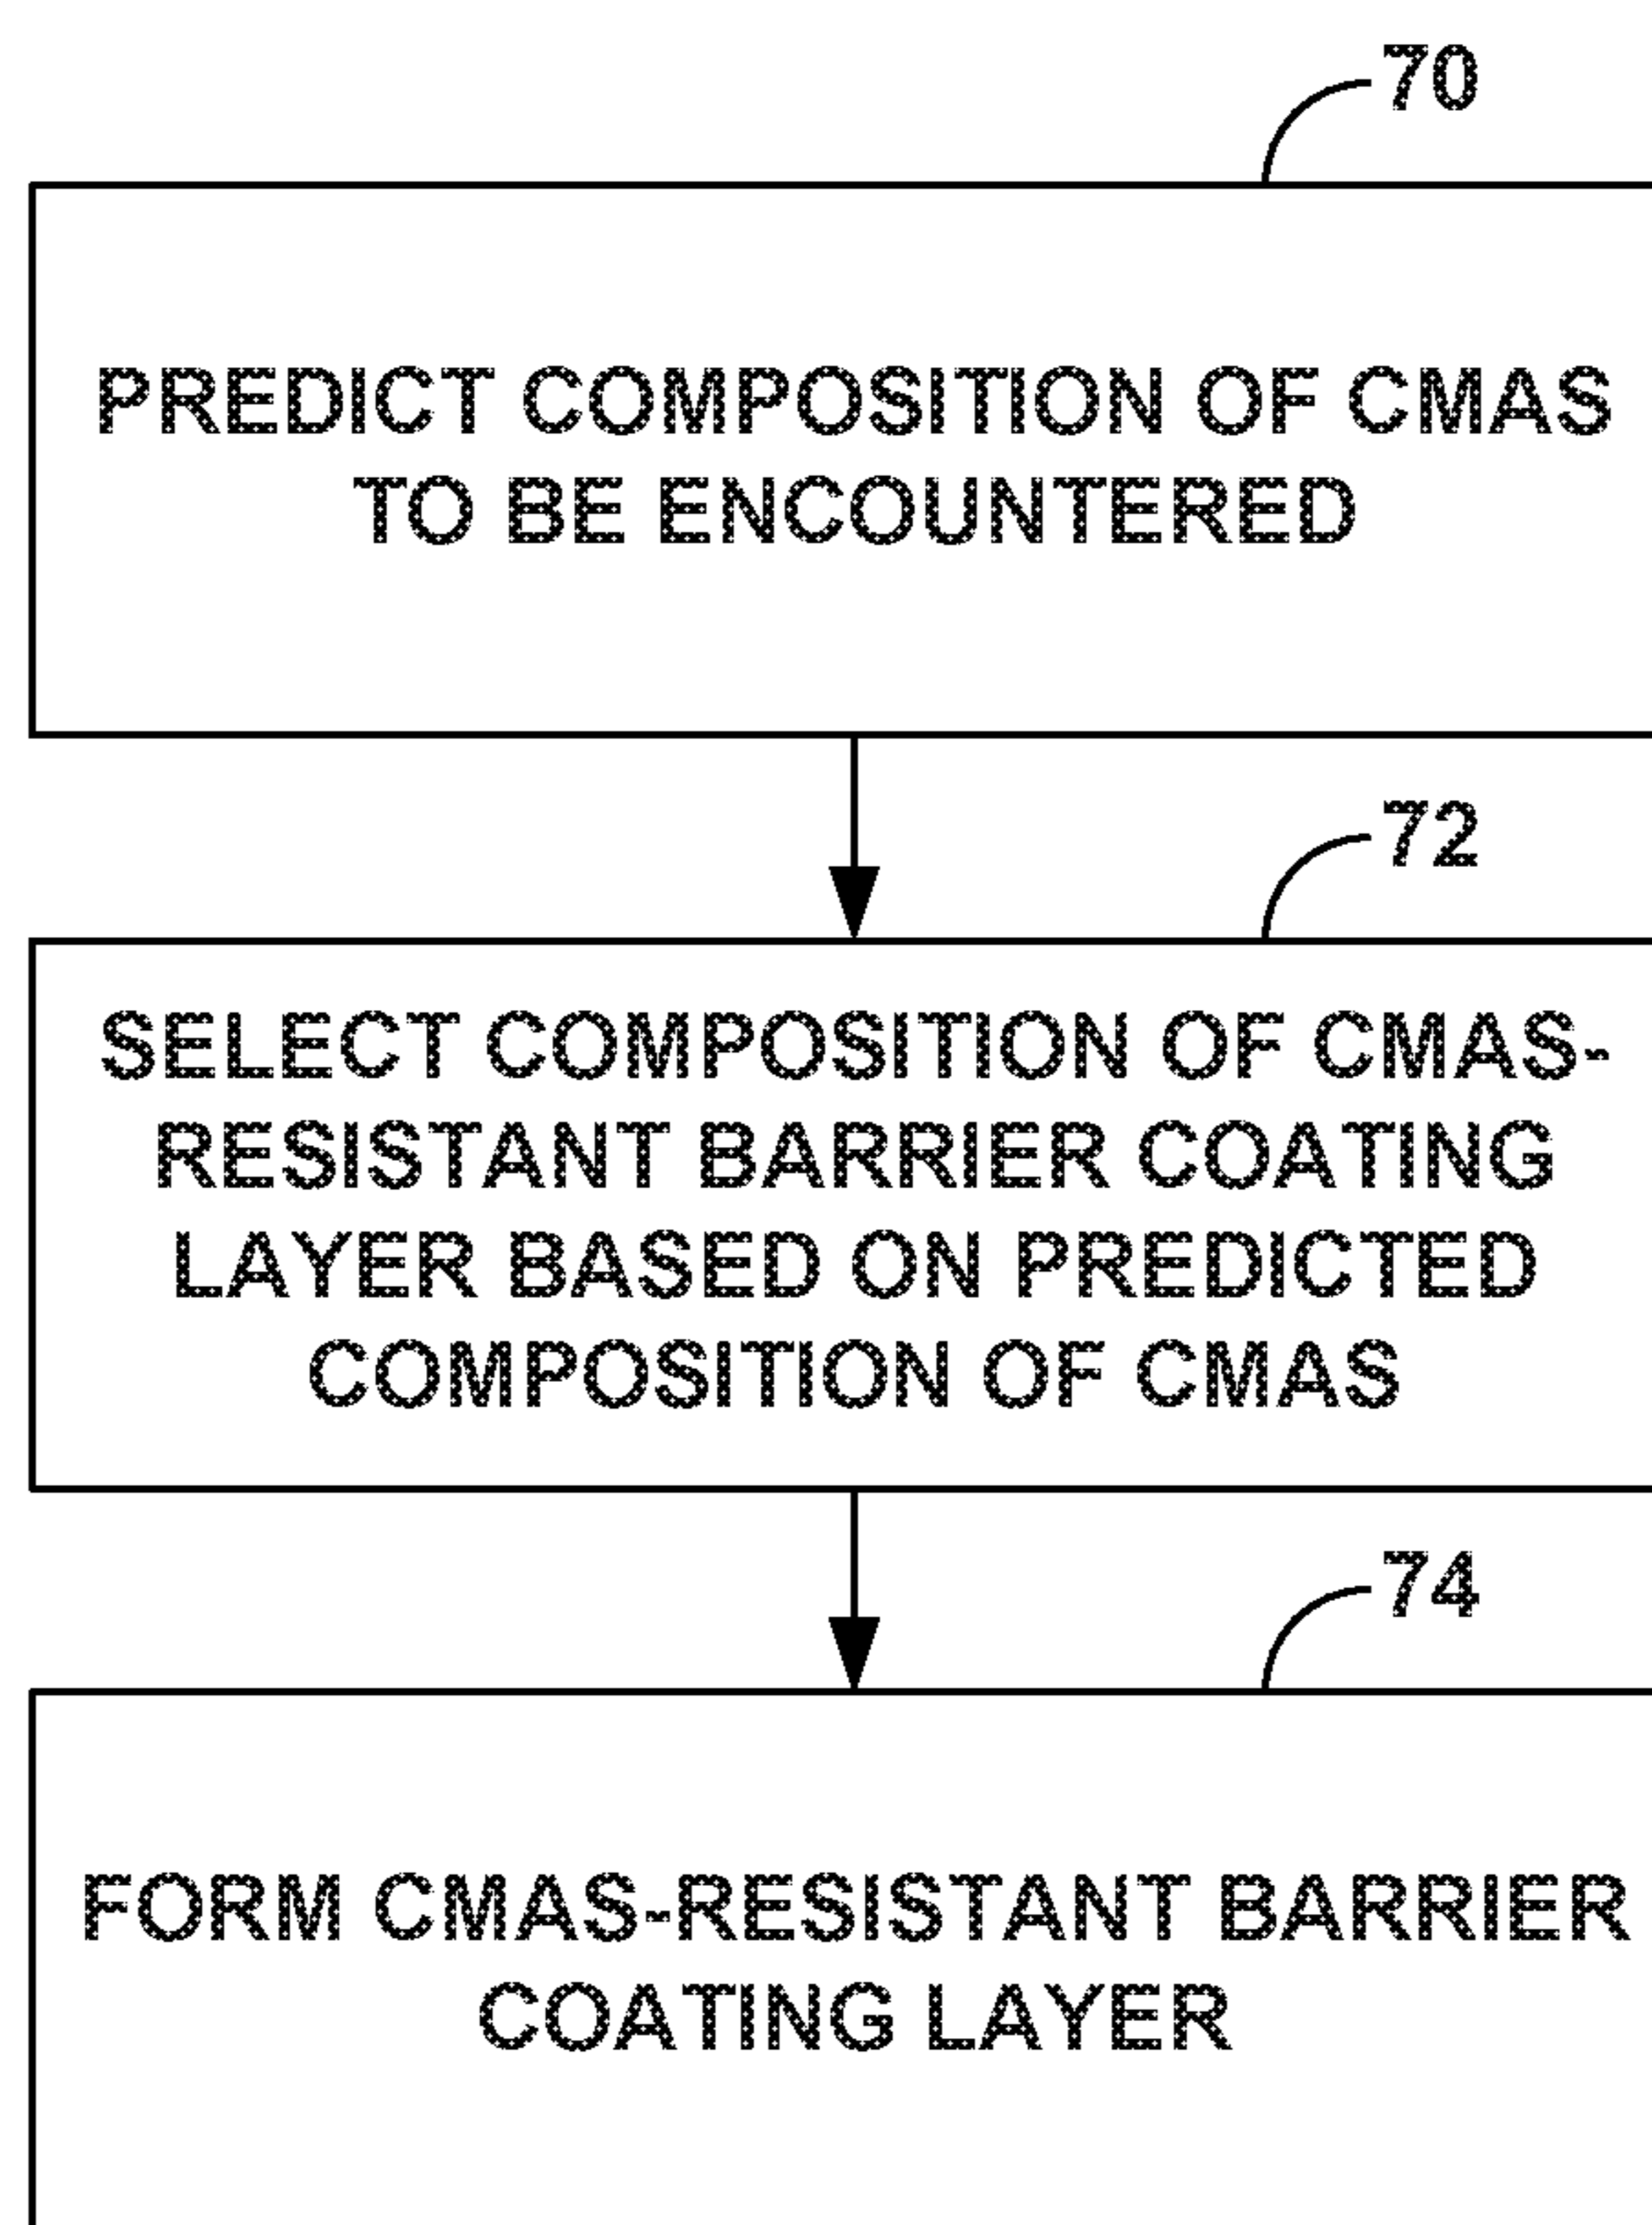 70
PREDICT COMPOSITION OF CMAS
TO BE ENCOUNTERED
72
SELECT COMPOSITION OF CMAS-
RESISTANT BARRIER COATING
LAYER BASED ON PREDICTED
COMPOSITION OF CMAS
74
FORM CMAS-RESISTANT BARRIER
COATING LAYER